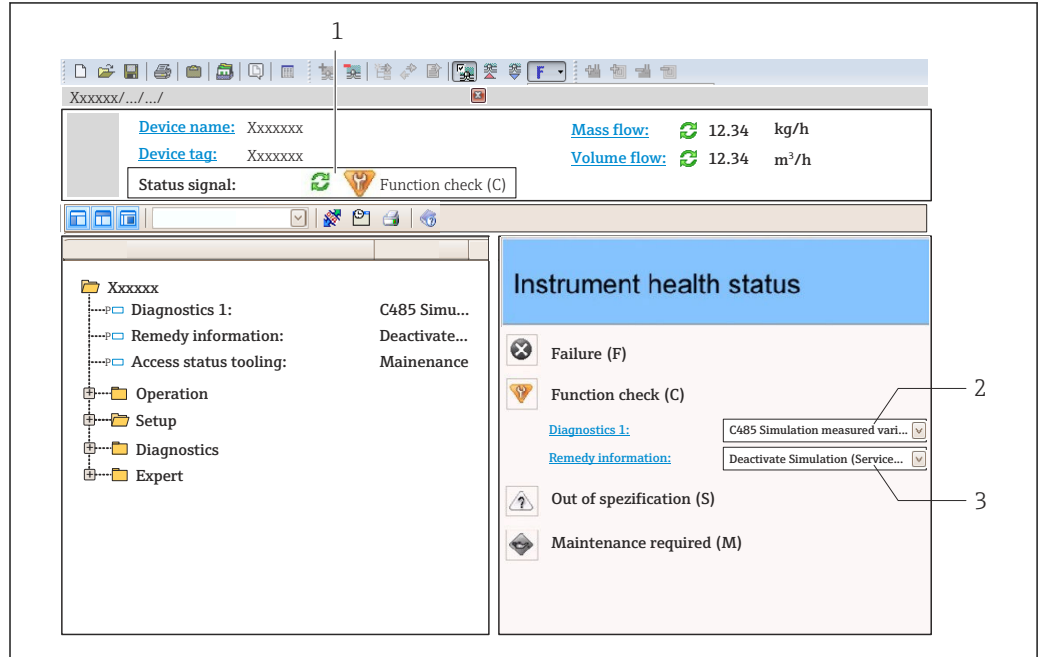 1
F
Xxxxxx/.../.../
Device name: Xxxxxxx
Mass flow: 12.34 kg/h
Device tag: Xxxxxxx
Volume flow: 12.34 m³/h
Status signal: Function check (C)
Xxxxxx
Diagnostics 1: C485 Simu...
Remedy information: Deactivate...
Access status tooling: Mainenance
Operation
Setup
Diagnostics
Expert
Instrument health status
Failure (F)
Function check (C)
2
Diagnostics 1: C485 Simulation measured vari...
Remedy information: Deactivate Simulation (Service...
3
Out of spezification (S)
Maintenance required (M)